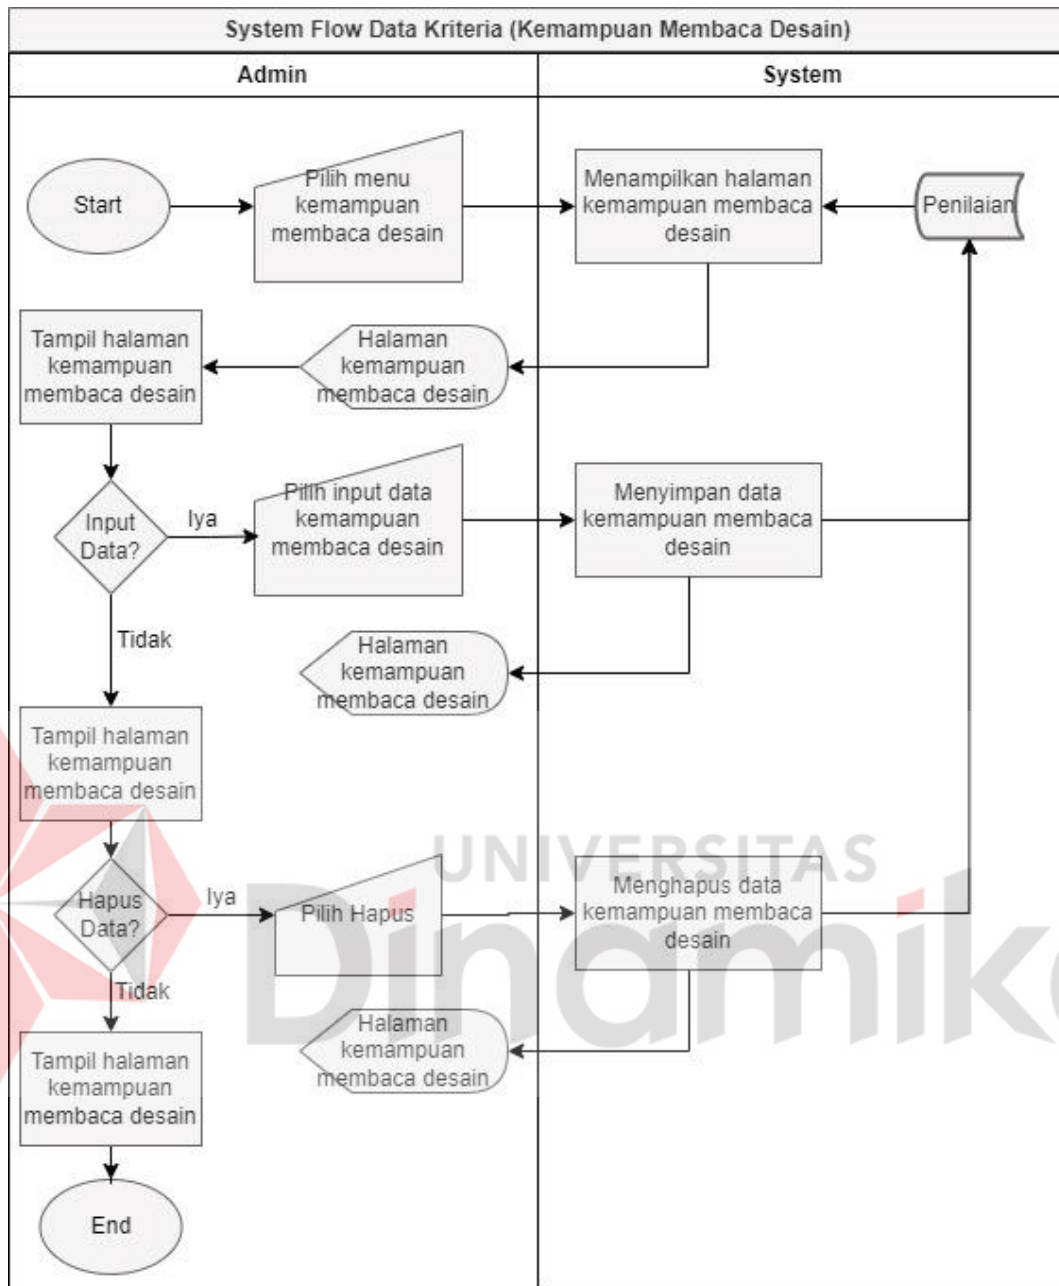 System Flow Data Kriteria (Kemampuan Membaca Desain)
Admin
System
Start
Pilih menu
kemampuan
membaca desain
Menampilkan halaman
kemampuan membaca
desain
Penilaian
Tampil halaman
kemampuan
membaca desain
Halaman
kemampuan
membaca desain
Input
Data?
Iya
Pilih input data
kemampuan
membaca desain
Menyimpan data
kemampuan membaca
desain
Tidak
Halaman
kemampuan
membaca desain
Tampil halaman
kemampuan
membaca desain
Hapus
Data?
Iya
Pilih Hapus
Menghapus data
kemampuan membaca
desain
Tidak
Halaman
kemampuan
membaca desain
Tampil halaman
kemampuan
membaca desain
End
UNIVERSITAS
Dinamika